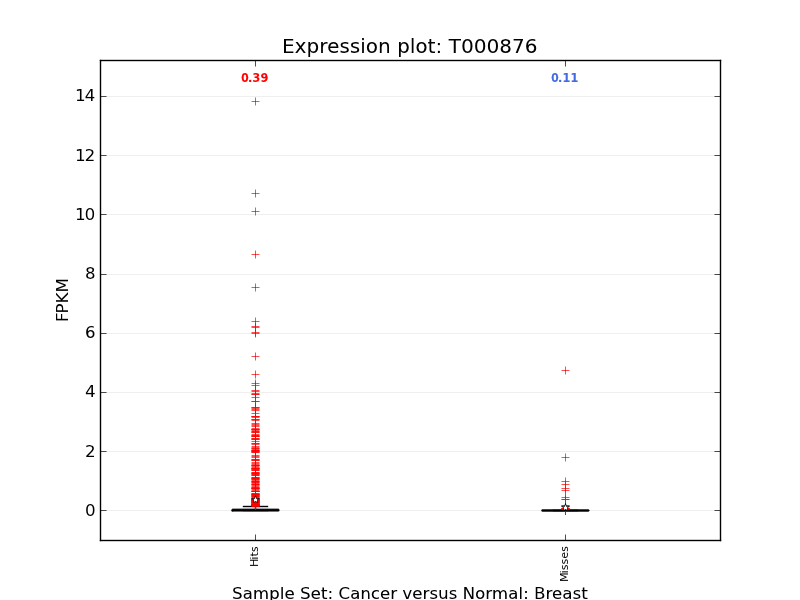 Expression plot: T000876
0.39
0.11
14
12
10
8
6
4
2
0
FPKM
Hits
Misses
Sample Set: Cancer versus Normal: Breast